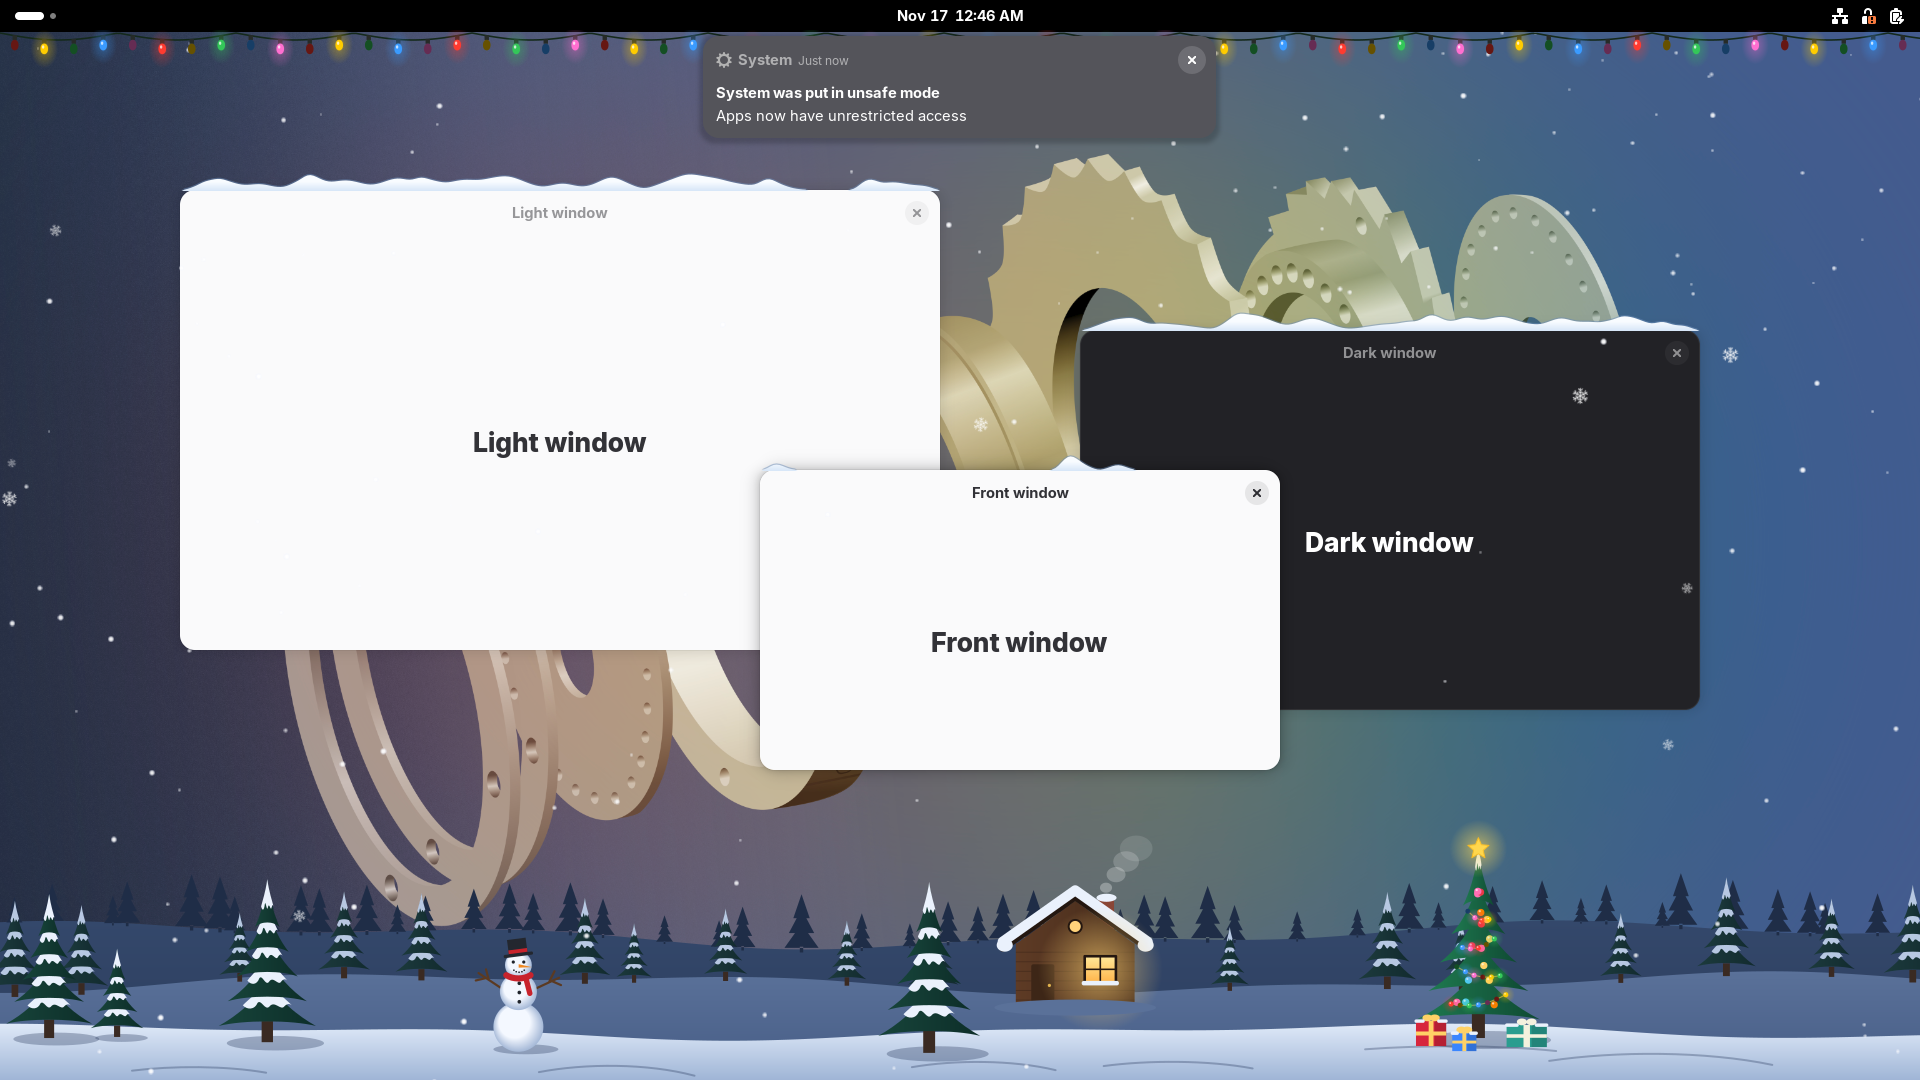 Nov 17 12:46 AM
System Just now
System was put in unsafe mode
Apps now have unrestricted access
Light window
Light window
Dark window
Dark window
Front window
Front window